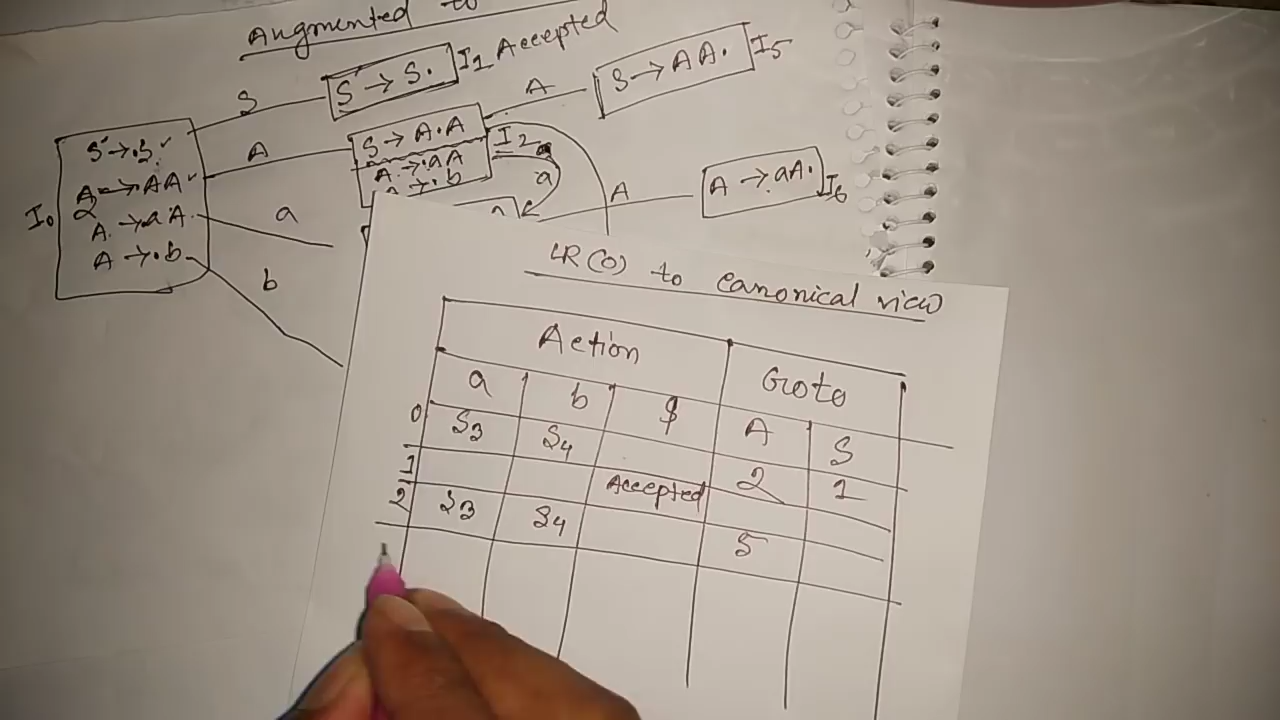 Augmented to
S
S' → S.
I1 Accepted
A
S → AA.
I5
I0
S' → .S
S → .AA
A → .aA
A → .b
A
S → A.A
A → .aA
A → .b
I2
a
a
b
A
A → aA.
I6
LR(0) to canonical view
Action Goto
a b $ A S
0 S3 S4 2 1
1 Accepted
2 S3 S4 5